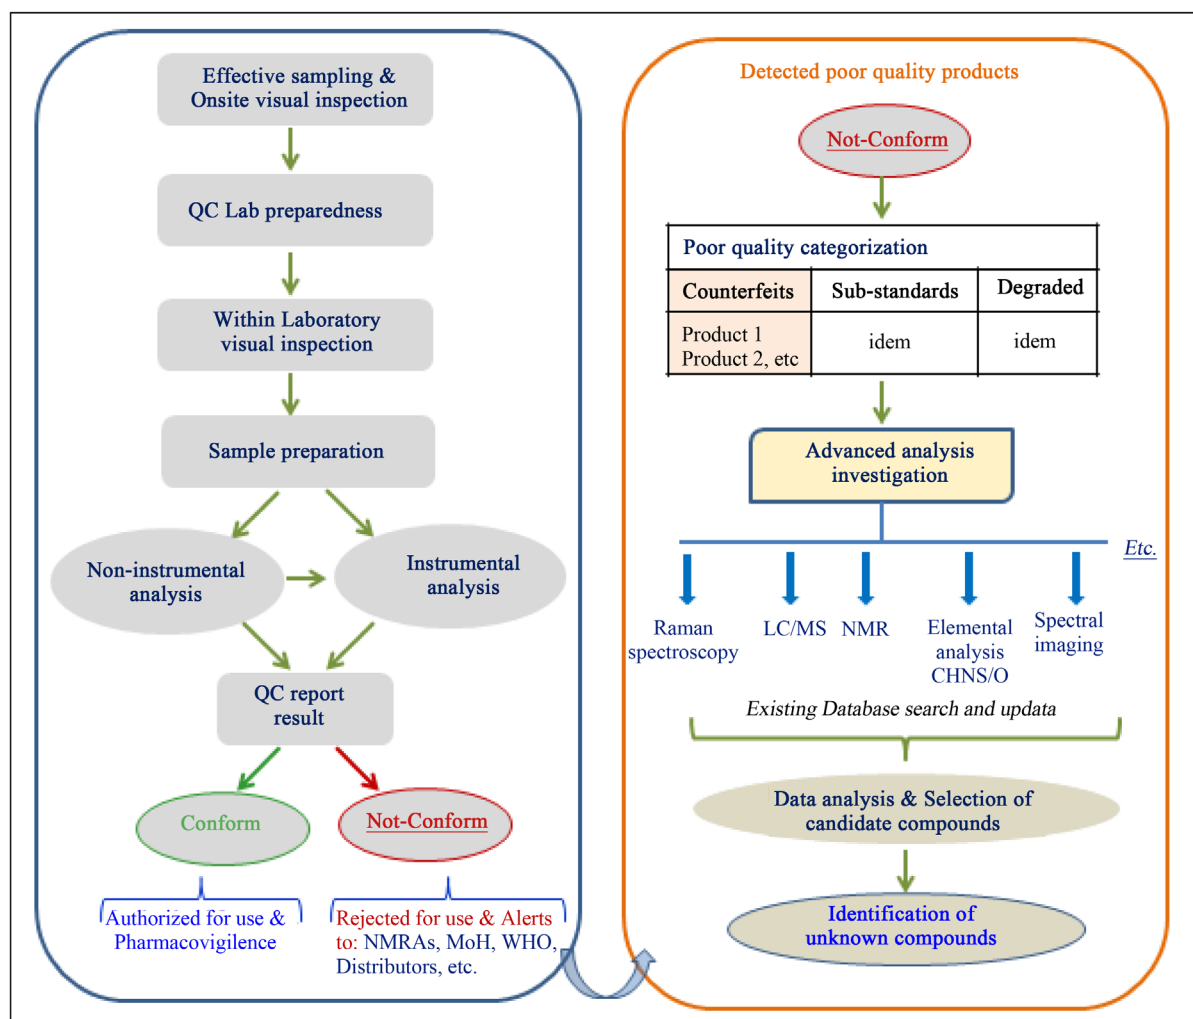 Effective sampling &
Onsite visual inspection
QC Lab preparedness
Within Laboratory
visual inspection
Sample preparation
Non-instrumental
analysis
Instrumental
analysis
QC report
result
Conform
Not-Conform
Authorized for use &
Pharmacovigilence
Rejected for use & Alerts
to: NMRAs, MoH, WHO,
Distributors, etc.
Detected poor quality products
Not-Conform
Poor quality categorization
Counterfeits
Sub-standards
Degraded
Product 1
Product 2, etc
idem
idem
Advanced analysis
investigation
Etc.
Raman
spectroscopy
LC/MS
NMR
Elemental
analysis
CHNS/O
Spectral
imaging
Existing Database search and updata
Data analysis & Selection of
candidate compounds
Identification of
unknown compounds